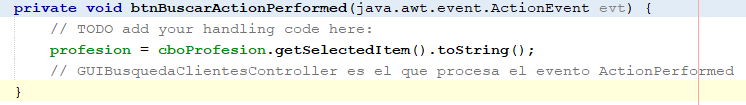 private void btnBuscarActionPerformed(java.awt.event.ActionEvent evt) {
// TODO add your handling code here:
profesion = cboProfesion.getSelectedItem().toString();
// GUIBusquedaClientesController es el que procesa el evento ActionPerformed
}